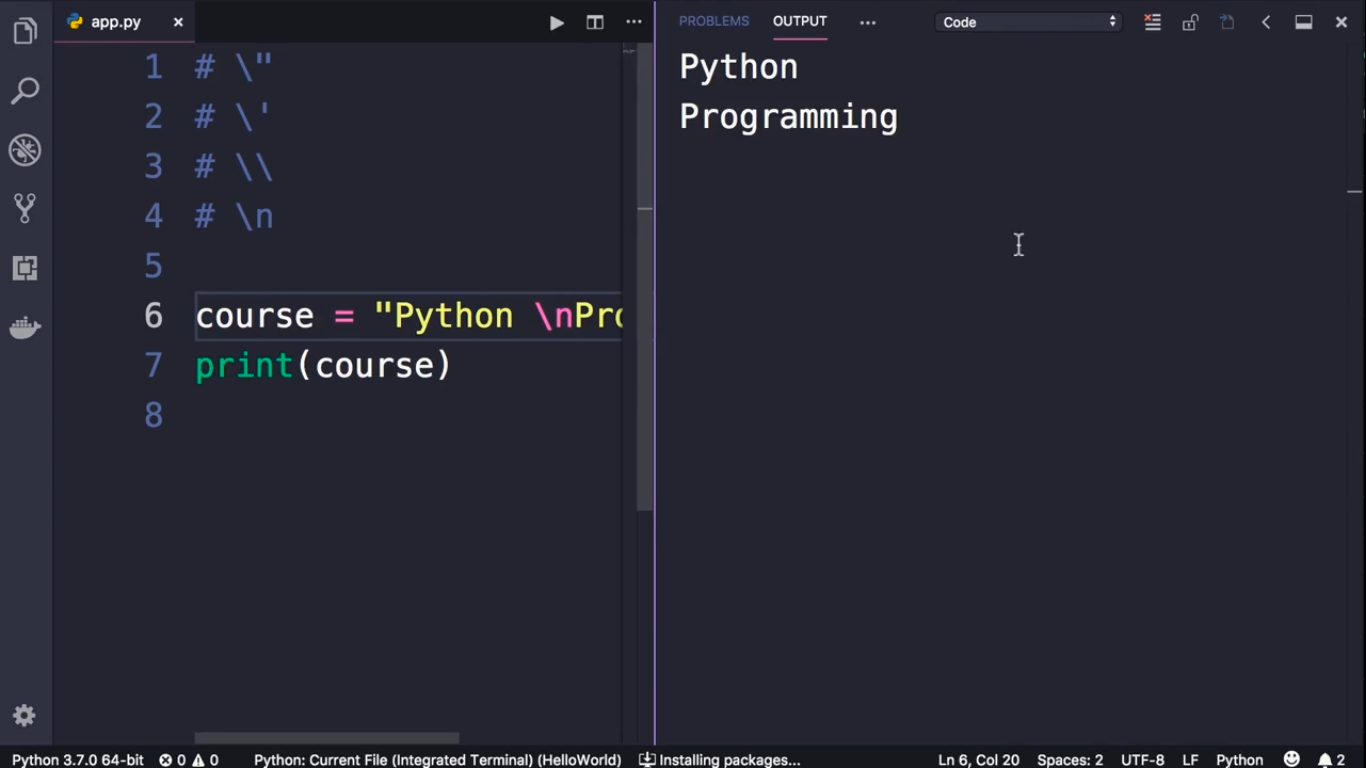 app.py
PROBLEMS OUTPUT Code
1 # \"
2 # \'
3 # \\
4 # \n
5
6 course = "Python \nPro
7 print(course)
8
Python
Programming
Python 3.7.0 64-bit 0 0 Python: Current File (Integrated Terminal) (HelloWorld) Installing packages... Ln 6, Col 20 Spaces: 2 UTF-8 LF Python 2